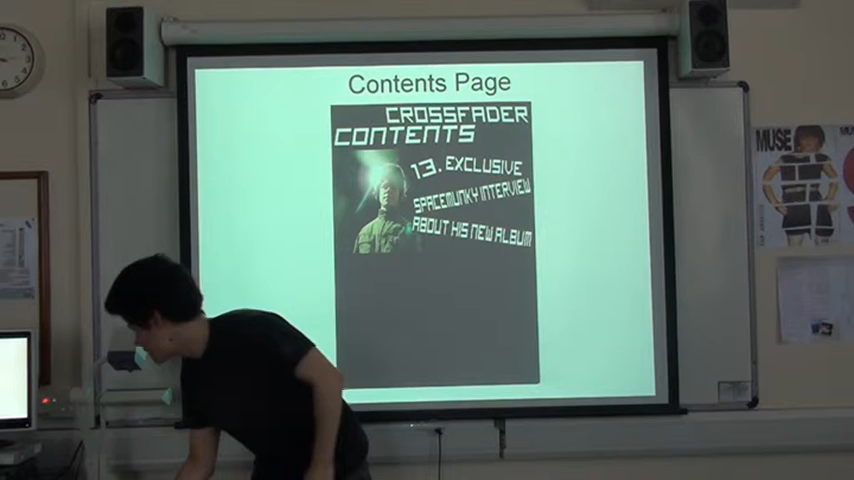 Contents Page
CROSSFADER
CONTENTS
13. EXCLUSIVE
SPACEMUNKY INTERVIEW
ABOUT HIS NEW ALBUM
MUSE